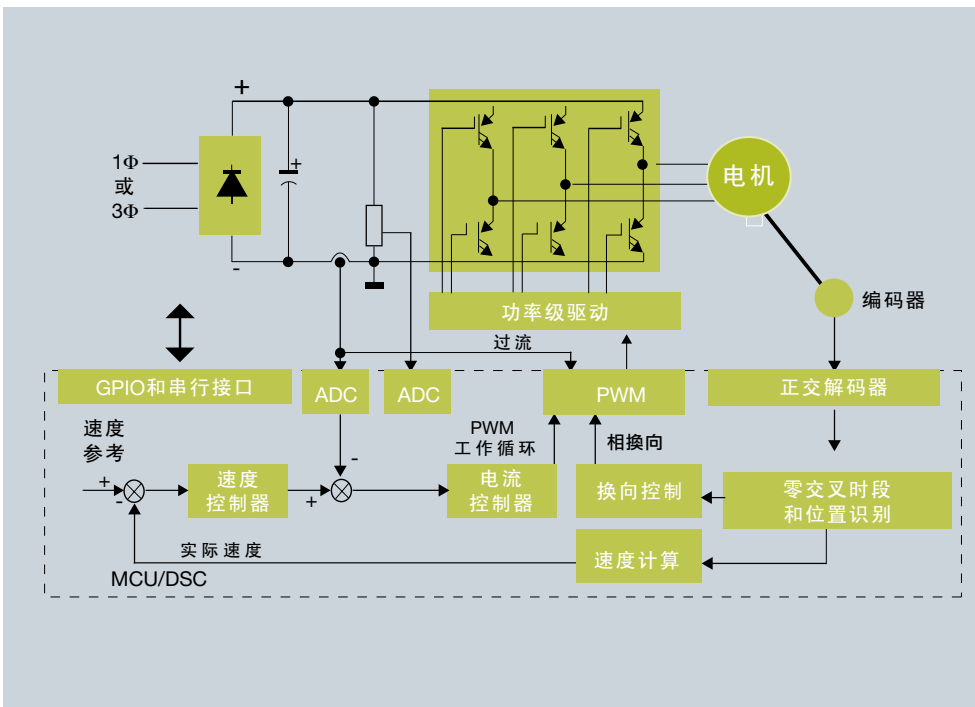 +
1Φ
或
3Φ
-
+
电机
编码器
功率级驱动
过流
GPIO和串行接口
ADC
ADC
PWM
正交解码器
速度
参考
PWM
工作循环
相换向
+
-
速度
控制器
+
-
电流
控制器
换向控制
零交叉时段
和位置识别
实际速度
速度计算
MCU/DSC